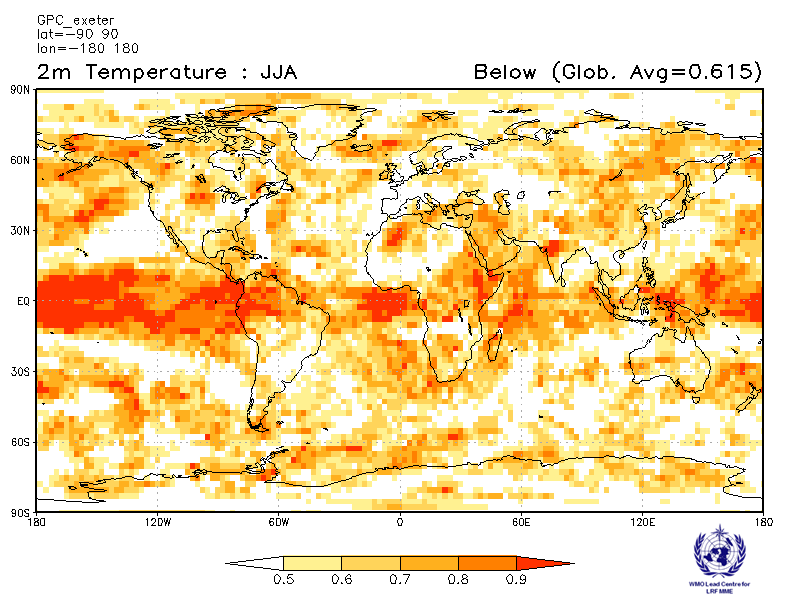 GPC_exeter
lat=-90 90
lon=-180 180
2m Temperature : JJA Below (Glob. Avg=0.615)
90N
60N
30N
EQ
30S
60S
90S
180 120W 60W 0 60E 120E 180
0.5 0.6 0.7 0.8 0.9
WMO Lead Centre for
LRF MME